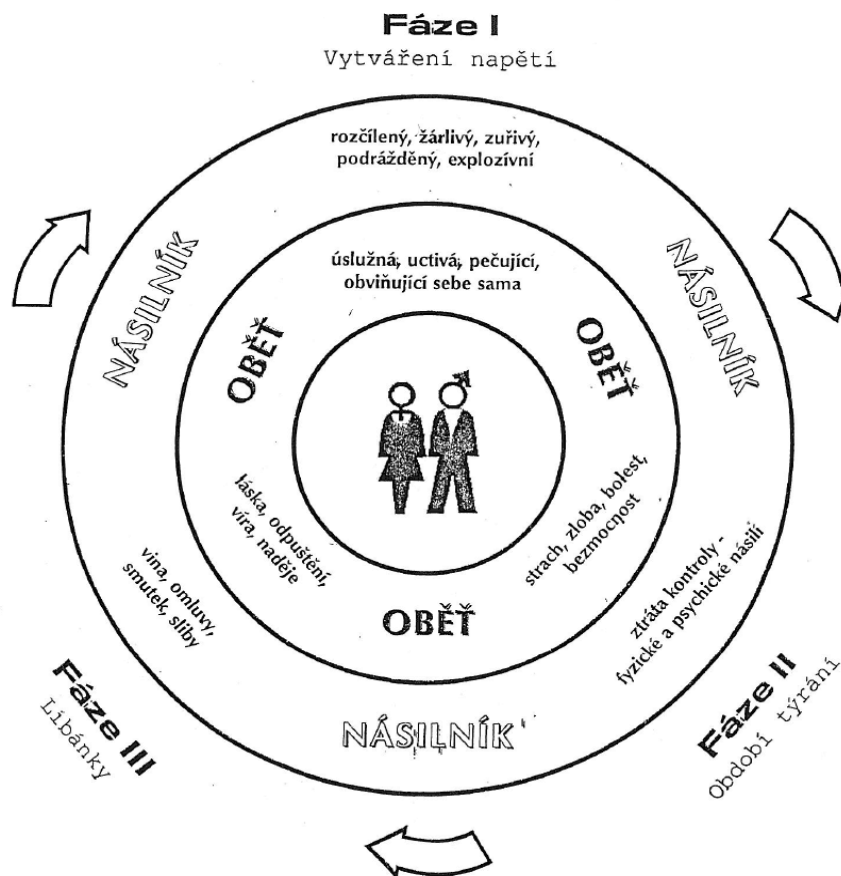 Fáze I
Vytváření napětí
rozčílený, žárlivý, zuřivý,
podrážděný, explozívní
NÁSILNÍK
NÁSILNÍK
úslužná, uctivá, pečující,
obviňující sebe sama
OBĚŤ
OBĚŤ
láska, odpuštění,
víra, naděje
strach, zloba, bolest,
bezmocnost
vina, omluvy,
smutek, sliby
ztráta kontroly -
fyzické a psychické násilí
OBĚŤ
NÁSILNÍK
Fáze III
Líbánky
Fáze II
Období týrání